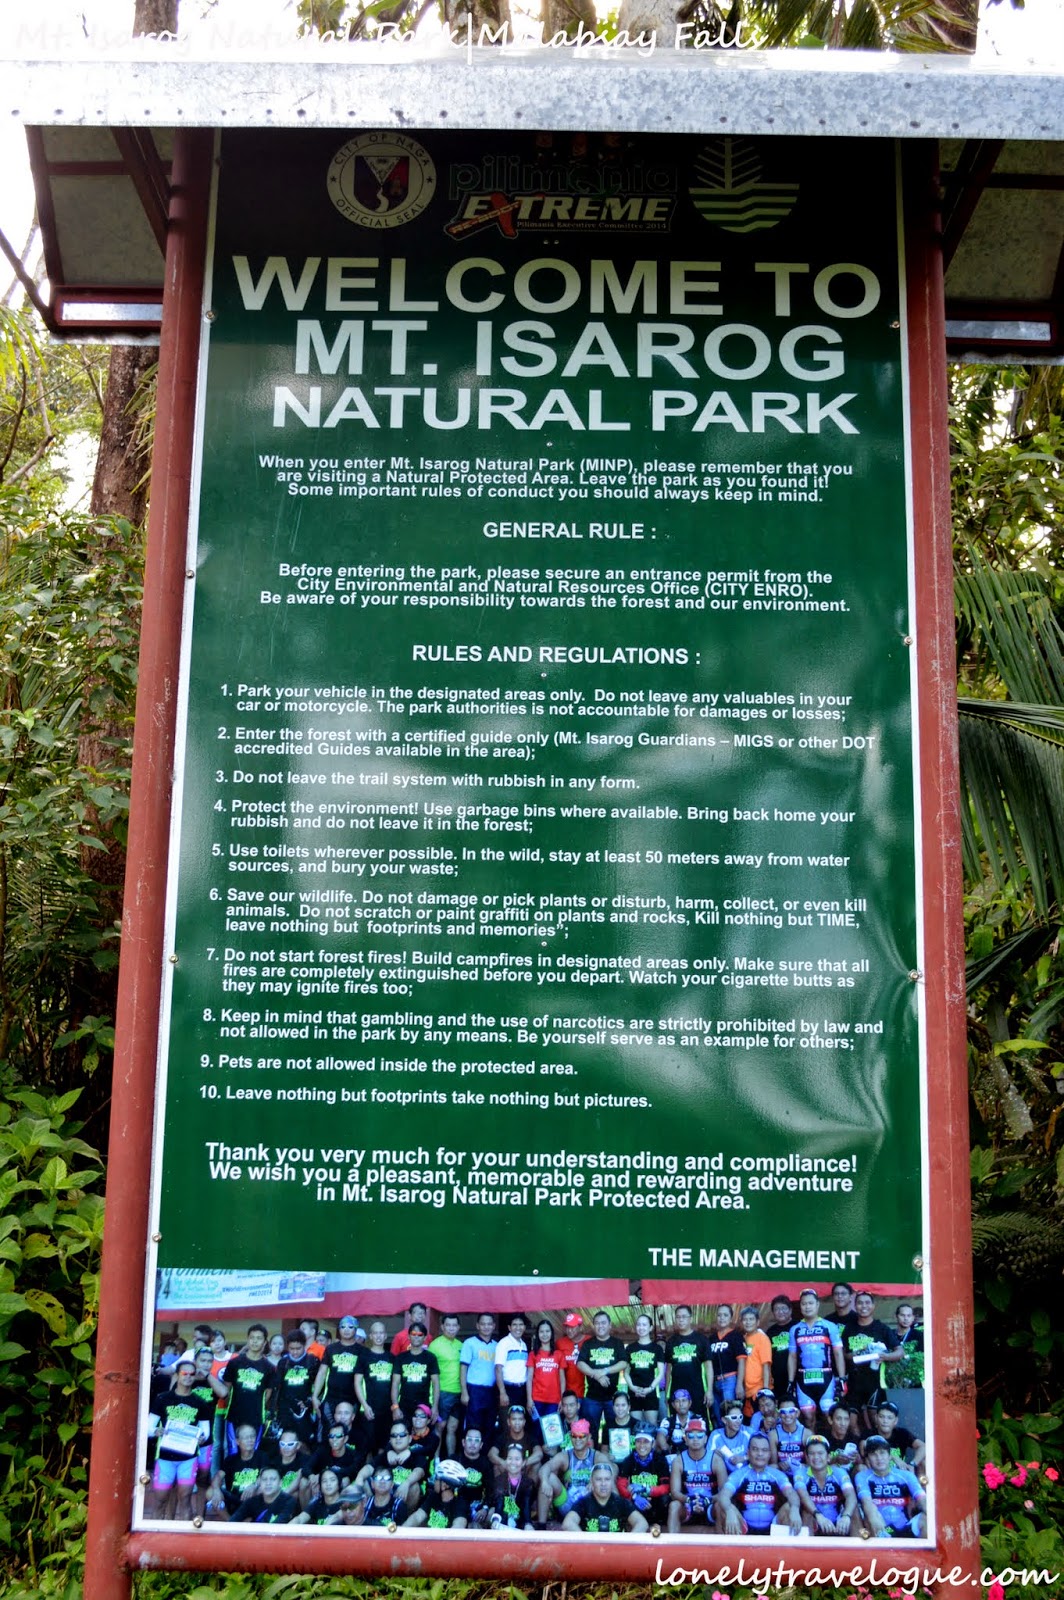 Mt. Isarog Natural Park|Malabsay Falls
CITY OF NAGA
OFFICIAL SEAL
pilimania
EXTREME
Pilimania Executive Committee 2014
WELCOME TO
MT. ISAROG
NATURAL PARK
When you enter Mt. Isarog Natural Park (MINP), please remember that you
are visiting a Natural Protected Area. Leave the park as you found it!
Some important rules of conduct you should always keep in mind.
GENERAL RULE :
Before entering the park, please secure an entrance permit from the
City Environmental and Natural Resources Office (CITY ENRO).
Be aware of your responsibility towards the forest and our environment.
RULES AND REGULATIONS :
1. Park your vehicle in the designated areas only. Do not leave any valuables in your
car or motorcycle. The park authorities is not accountable for damages or losses;
2. Enter the forest with a certified guide only (Mt. Isarog Guardians – MIGS or other DOT
accredited Guides available in the area);
3. Do not leave the trail system with rubbish in any form.
4. Protect the environment! Use garbage bins where available. Bring back home your
rubbish and do not leave it in the forest;
5. Use toilets wherever possible. In the wild, stay at least 50 meters away from water
sources, and bury your waste;
6. Save our wildlife. Do not damage or pick plants or disturb, harm, collect, or even kill
animals. Do not scratch or paint graffiti on plants and rocks, Kill nothing but TIME,
leave nothing but footprints and memories”;
7. Do not start forest fires! Build campfires in designated areas only. Make sure that all
fires are completely extinguished before you depart. Watch your cigarette butts as
they may ignite fires too;
8. Keep in mind that gambling and the use of narcotics are strictly prohibited by law and
not allowed in the park by any means. Be yourself serve as an example for others;
9. Pets are not allowed inside the protected area.
10. Leave nothing but footprints take nothing but pictures.
Thank you very much for your understanding and compliance!
We wish you a pleasant, memorable and rewarding adventure
in Mt. Isarog Natural Park Protected Area.
THE MANAGEMENT
SHARP
SHARP
lonelytravelogue.com